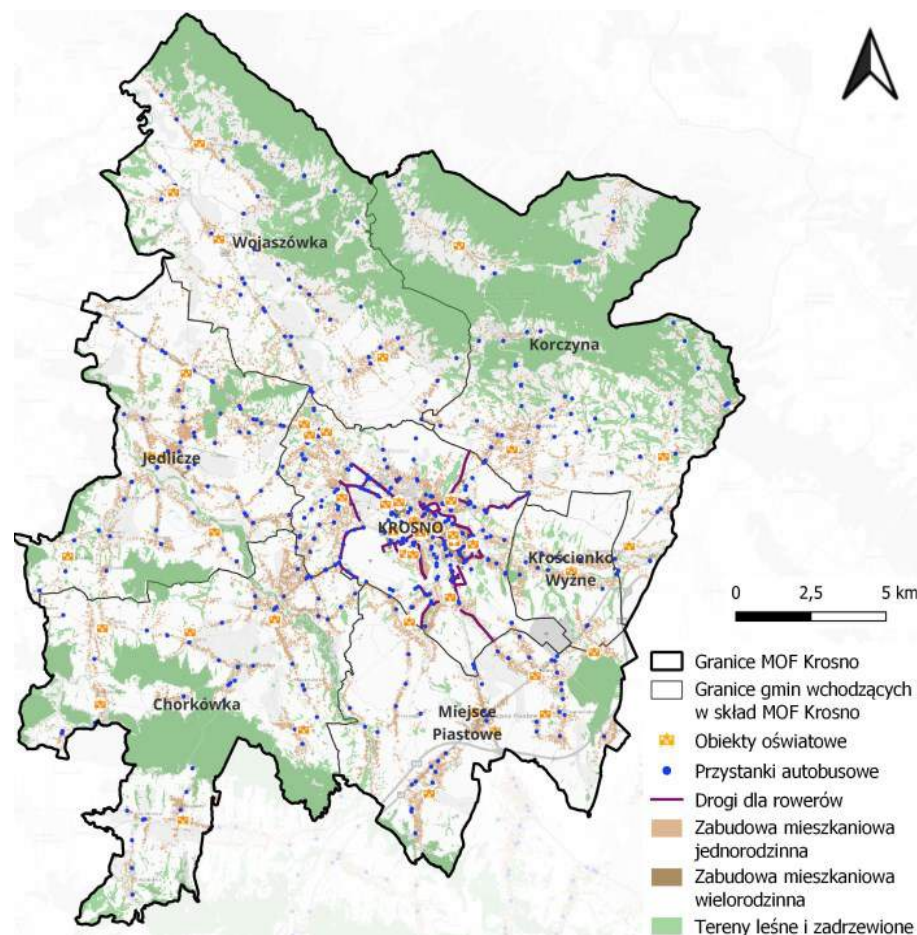 Wojaszówka
Korczyna
Jedlicze
KROSNO
Krościenko
Wyżne
0 2,5 5 km
Chorkówka
Miejsce
Piastowe
Granice MOF Krosno
Granice gmin wchodzących
w skład MOF Krosno
Obiekty oświatowe
Przystanki autobusowe
Drogi dla rowerów
Zabudowa mieszkaniowa
jednorodzinna
Zabudowa mieszkaniowa
wielorodzinna
Tereny leśne i zadrzewione